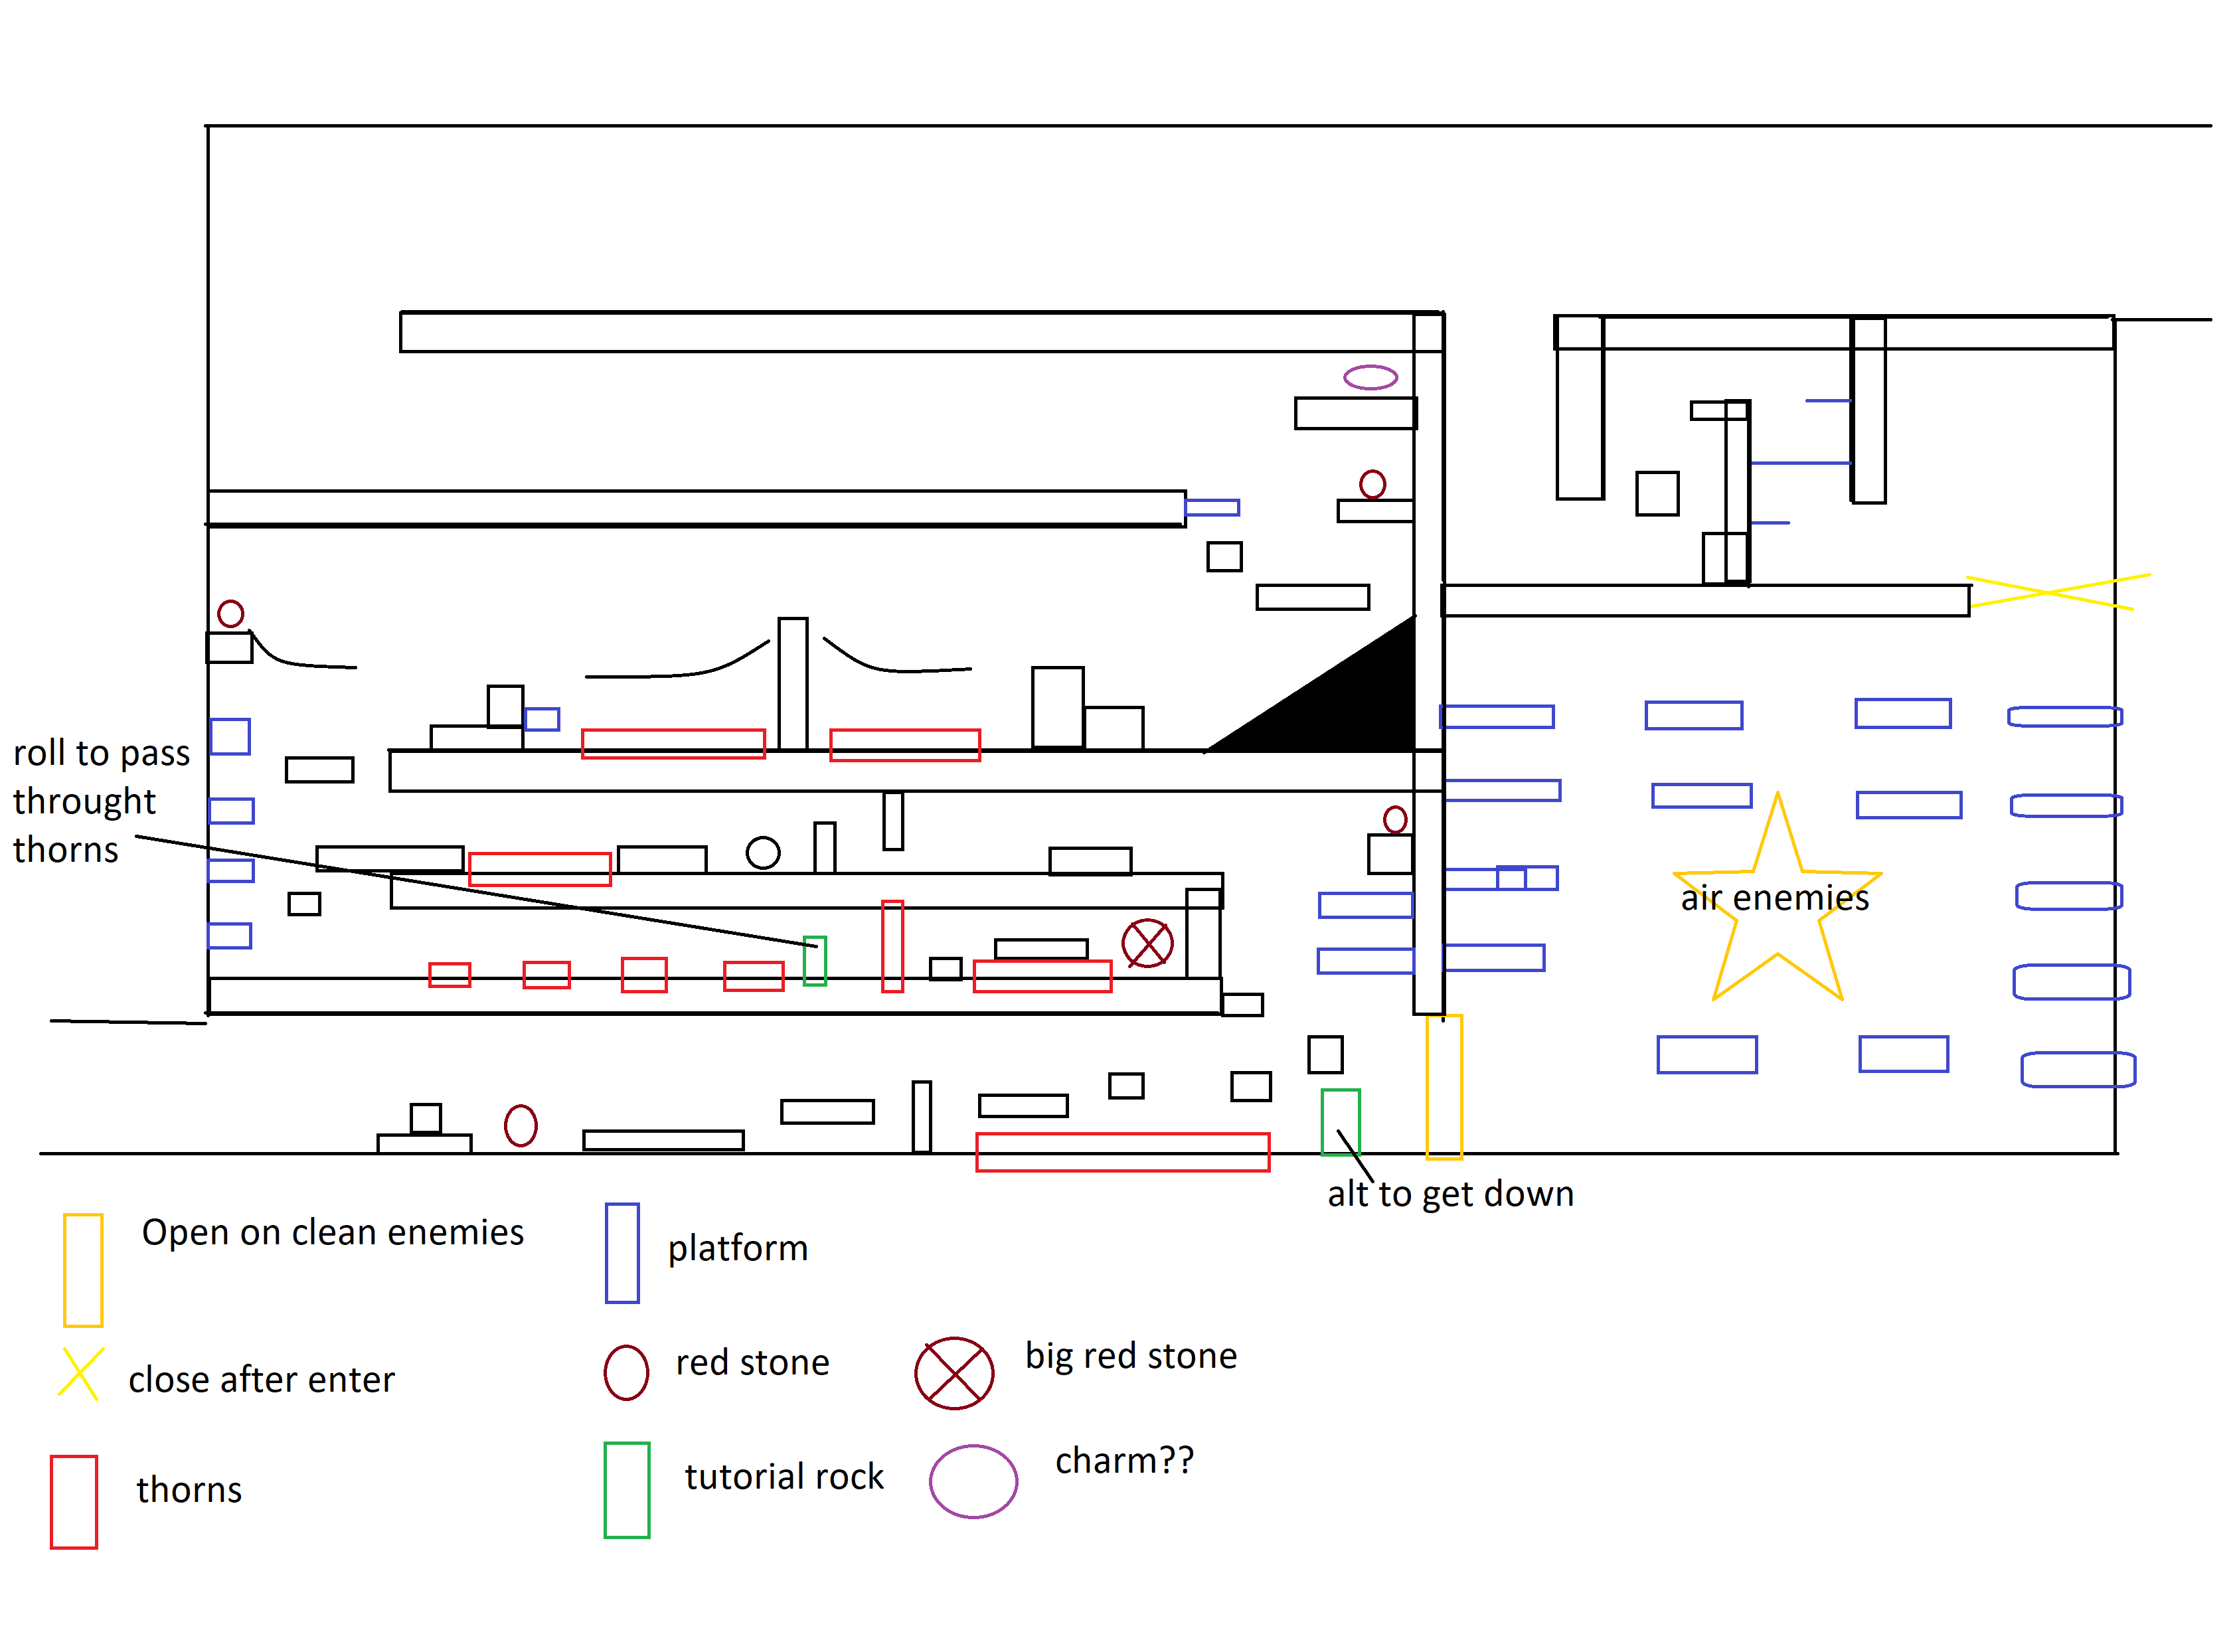 roll to pass
throught
thorns
air enemies
alt to get down
Open on clean enemies
platform
close after enter
red stone
big red stone
thorns
tutorial rock
charm??